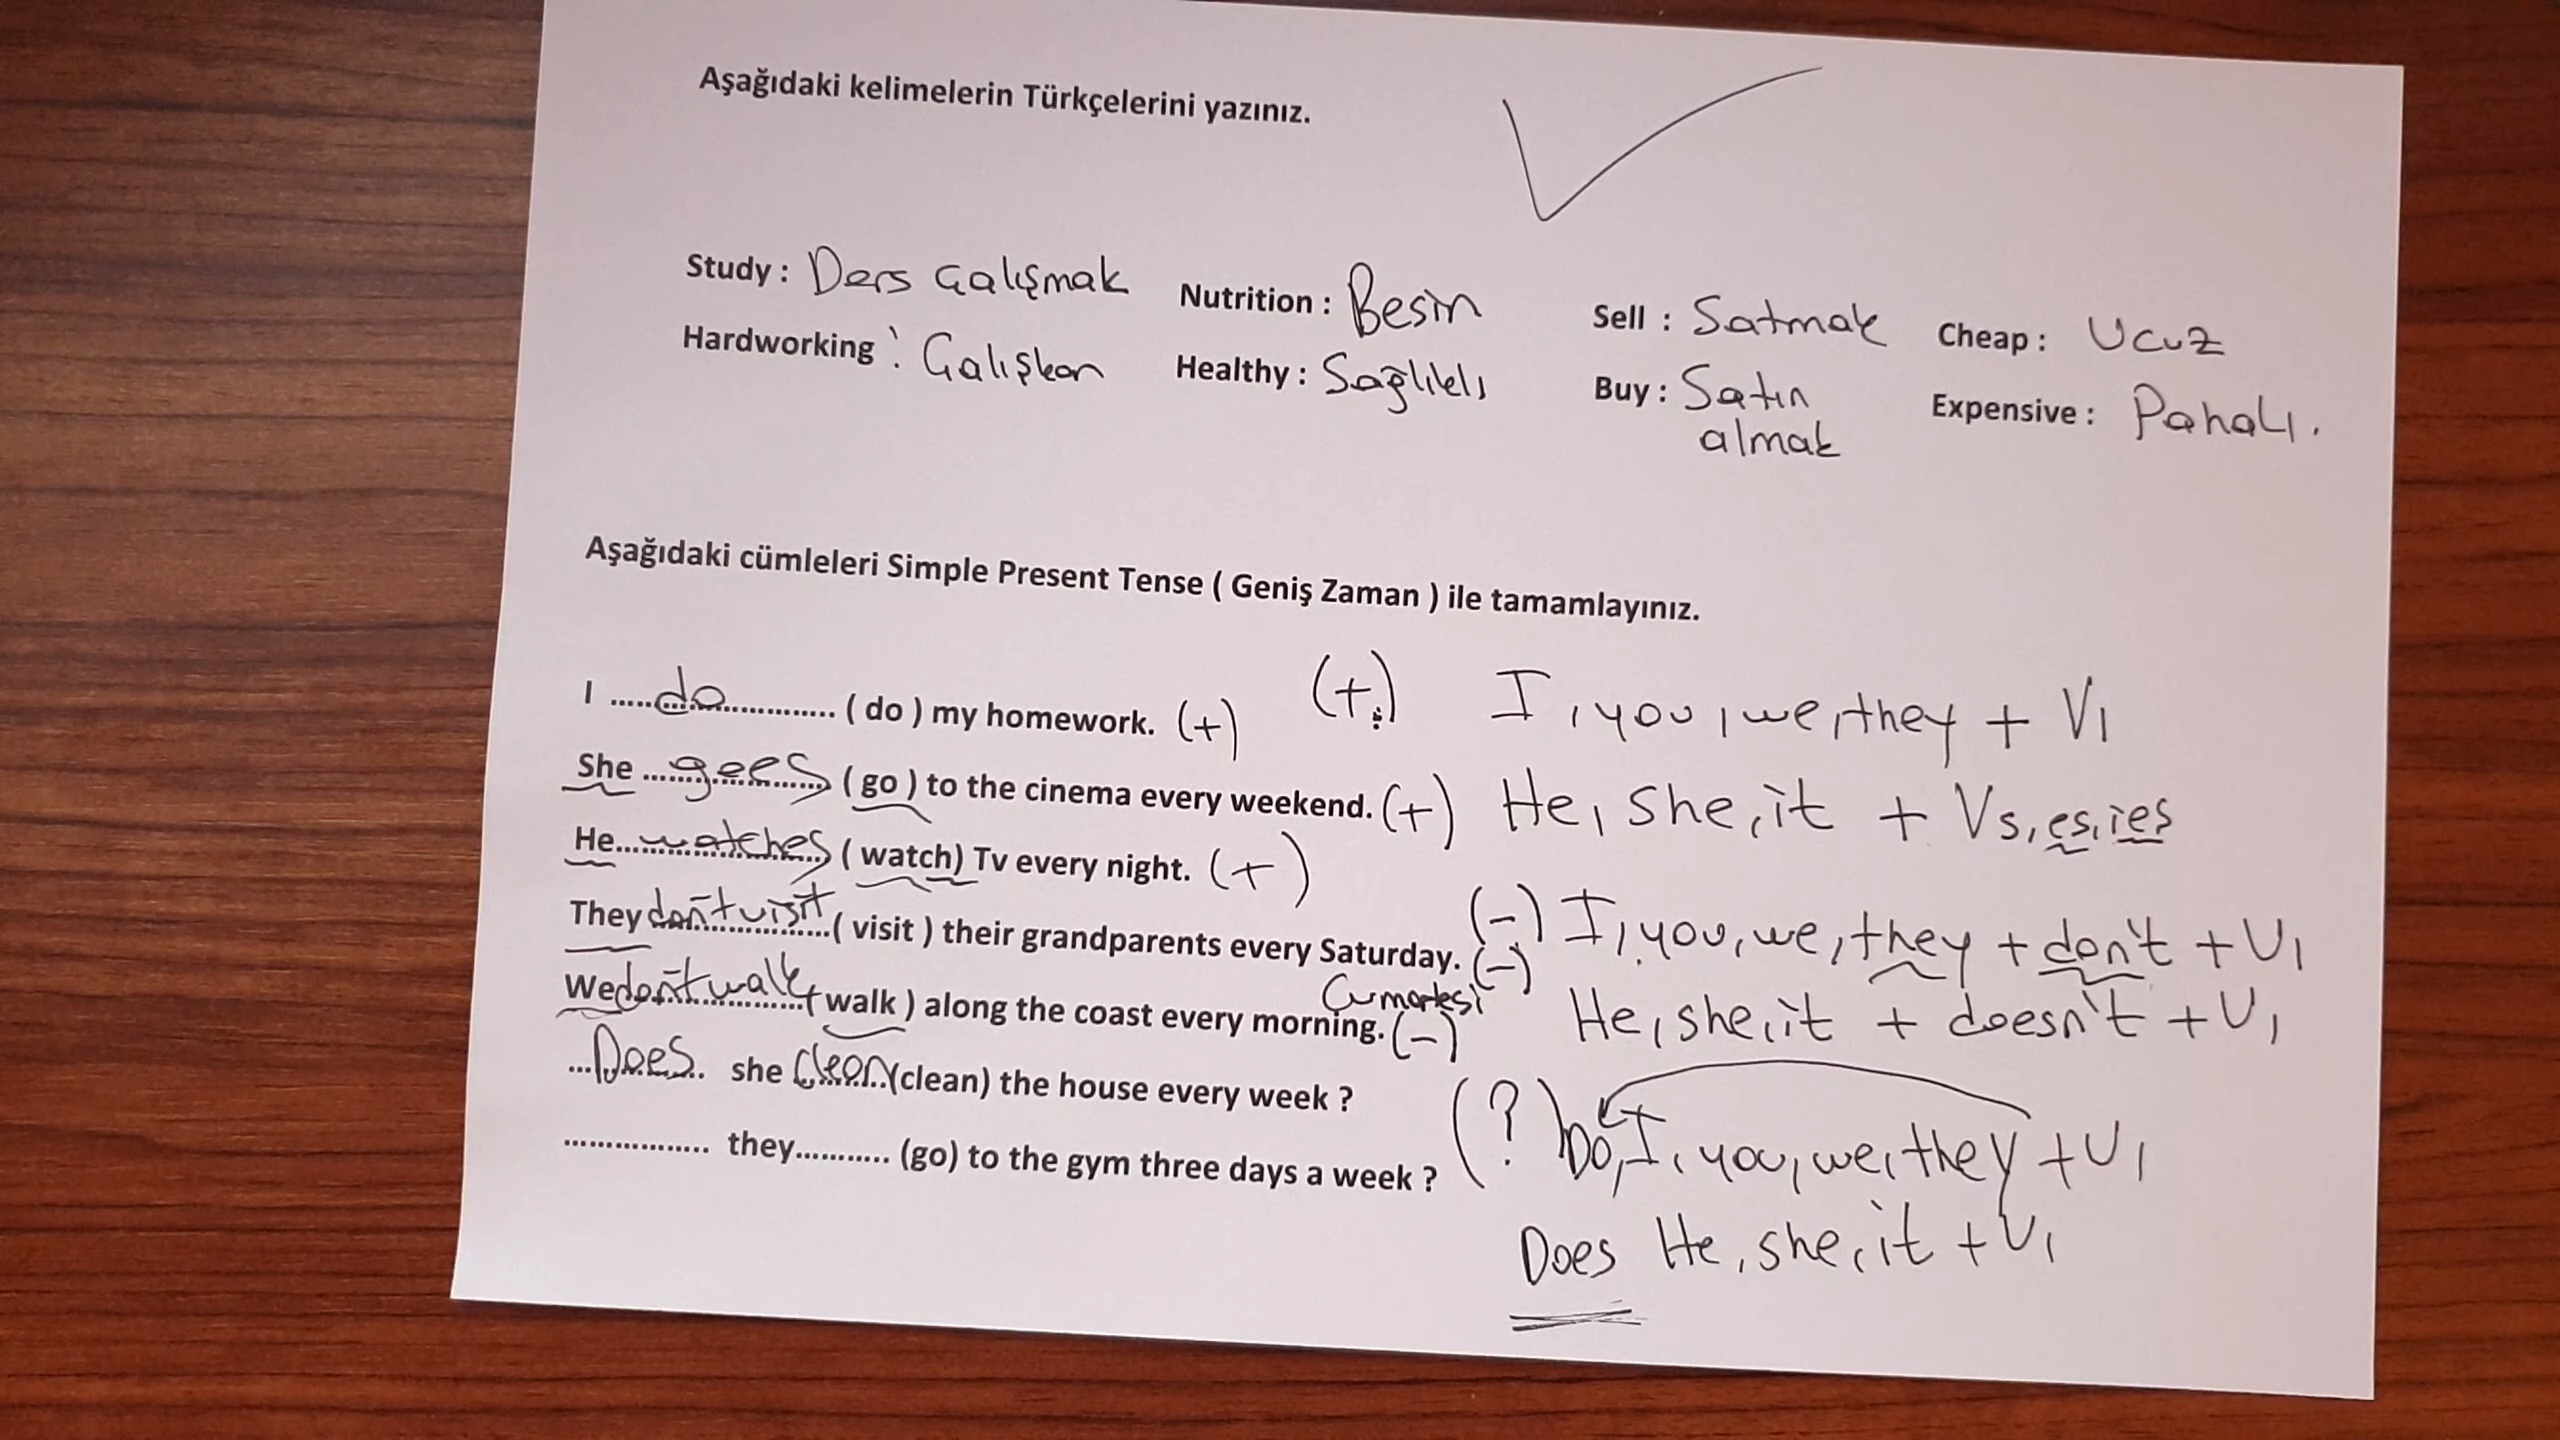 Aşağıdaki kelimelerin Türkçelerini yazınız.
Study : Ders Çalışmak Nutrition : Besin Sell : Satmak Cheap : Ucuz
Hardworking : Çalışkan Healthy : Sağlıklı Buy : Satın almak Expensive : Pahalı.
Aşağıdaki cümleleri Simple Present Tense ( Geniş Zaman ) ile tamamlayınız.
I .....do............... ( do ) my homework. (+) (+) I, you, we, they + V1
She ....goes.... ( go ) to the cinema every weekend. (+) He, she, it + Vs, es, ies
He....watches.... ( watch) Tv every night. (+)
They don't visit ( visit ) their grandparents every Saturday. (-) (-) I, you, we, they + don't + V1
Cumartesi
We don't walk ( walk ) along the coast every morning. (-) He, she, it + doesn't + V1
...Does.. she clean (clean) the house every week ?
(?) Do, I, you, we, they + V1
................. they........... (go) to the gym three days a week ?
Does He, she, it + V1